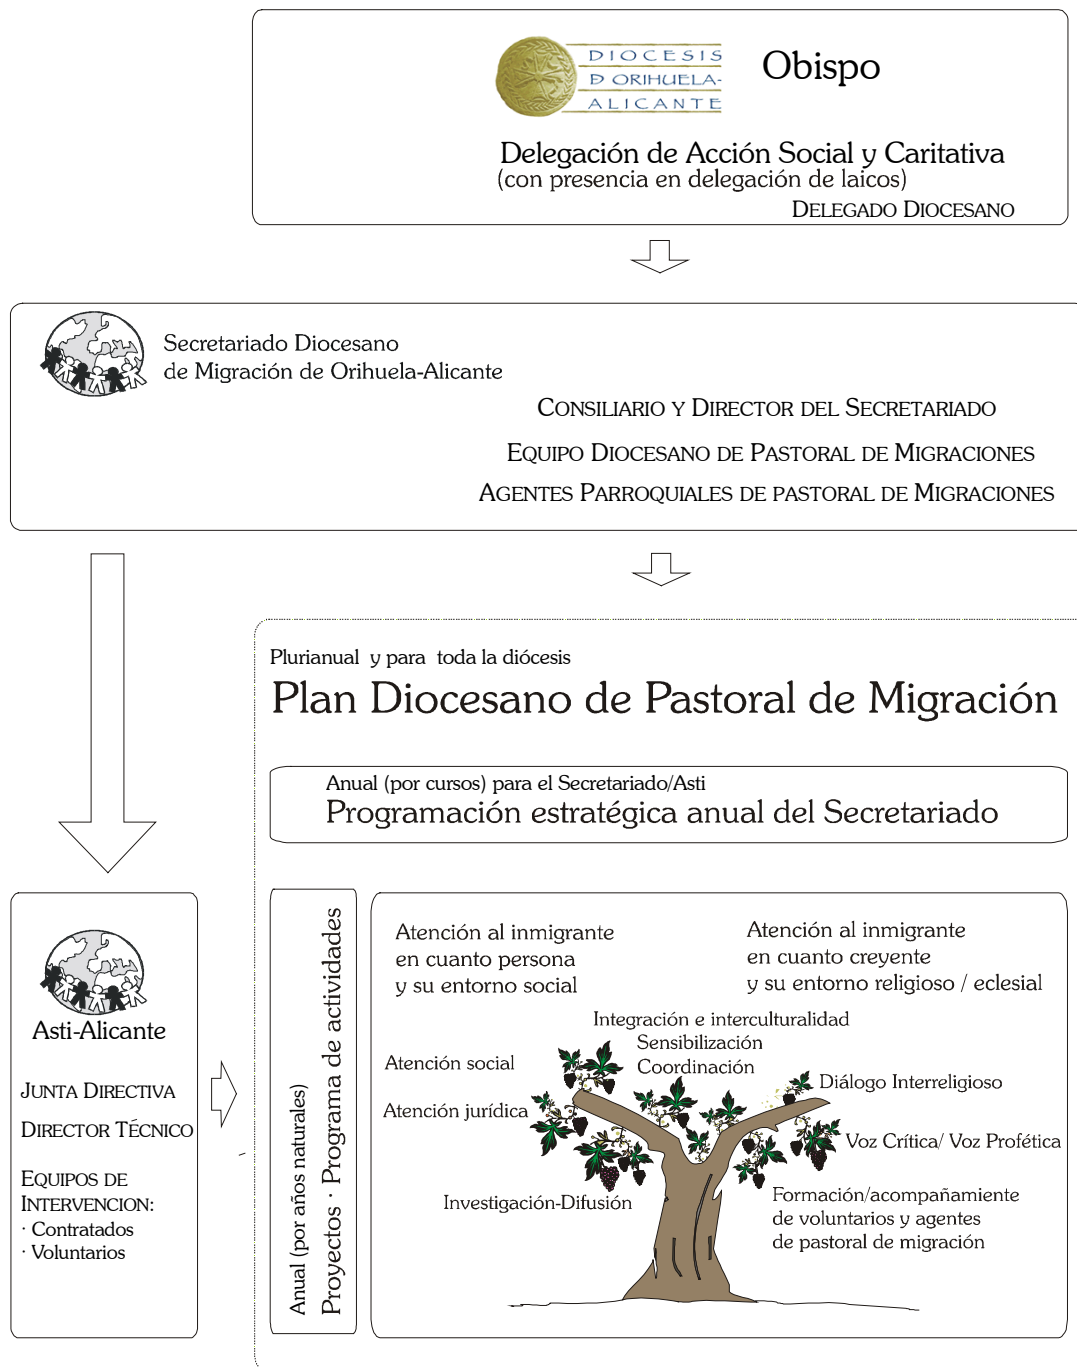 DIOCESIS
D ORIHUELA-
ALICANTE
Obispo
Delegación de Acción Social y Caritativa
(con presencia en delegación de laicos)
DELEGADO DIOCESANO
Secretariado Diocesano
de Migración de Orihuela-Alicante
CONSILIARIO Y DIRECTOR DEL SECRETARIADO
EQUIPO DIOCESANO DE PASTORAL DE MIGRACIONES
AGENTES PARROQUIALES DE PASTORAL DE MIGRACIONES
Plurianual y para toda la diócesis
Plan Diocesano de Pastoral de Migración
Anual (por cursos) para el Secretariado/Asti
Programación estratégica anual del Secretariado
Asti-Alicante
JUNTA DIRECTIVA
DIRECTOR TÉCNICO
EQUIPOS DE
INTERVENCION:
· Contratados
· Voluntarios
Anual (por años naturales)
Proyectos · Programa de actividades
Atención al inmigrante
en cuanto persona
y su entorno social
Atención al inmigrante
en cuanto creyente
y su entorno religioso / eclesial
Integración e interculturalidad
Sensibilización
Coordinación
Atención social
Atención jurídica
Investigación-Difusión
Diálogo Interreligioso
Voz Crítica/ Voz Profética
Formación/acompañamiente
de voluntarios y agentes
de pastoral de migración